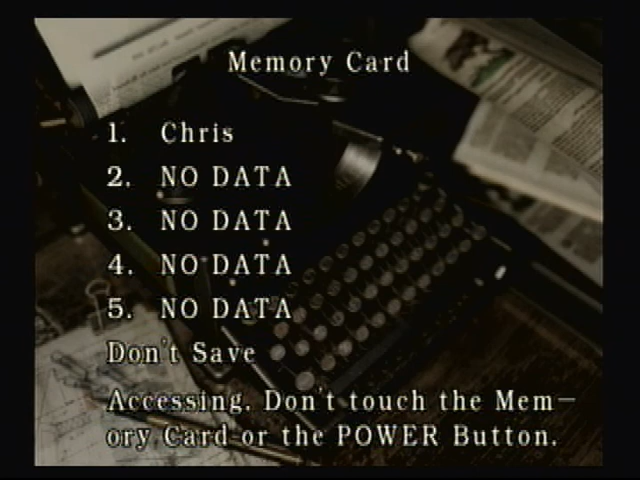 Memory Card
1. Chris
2. NO DATA
3. NO DATA
4. NO DATA
5. NO DATA
Don't Save
Accessing. Don't touch the Mem-
ory Card or the POWER Button.